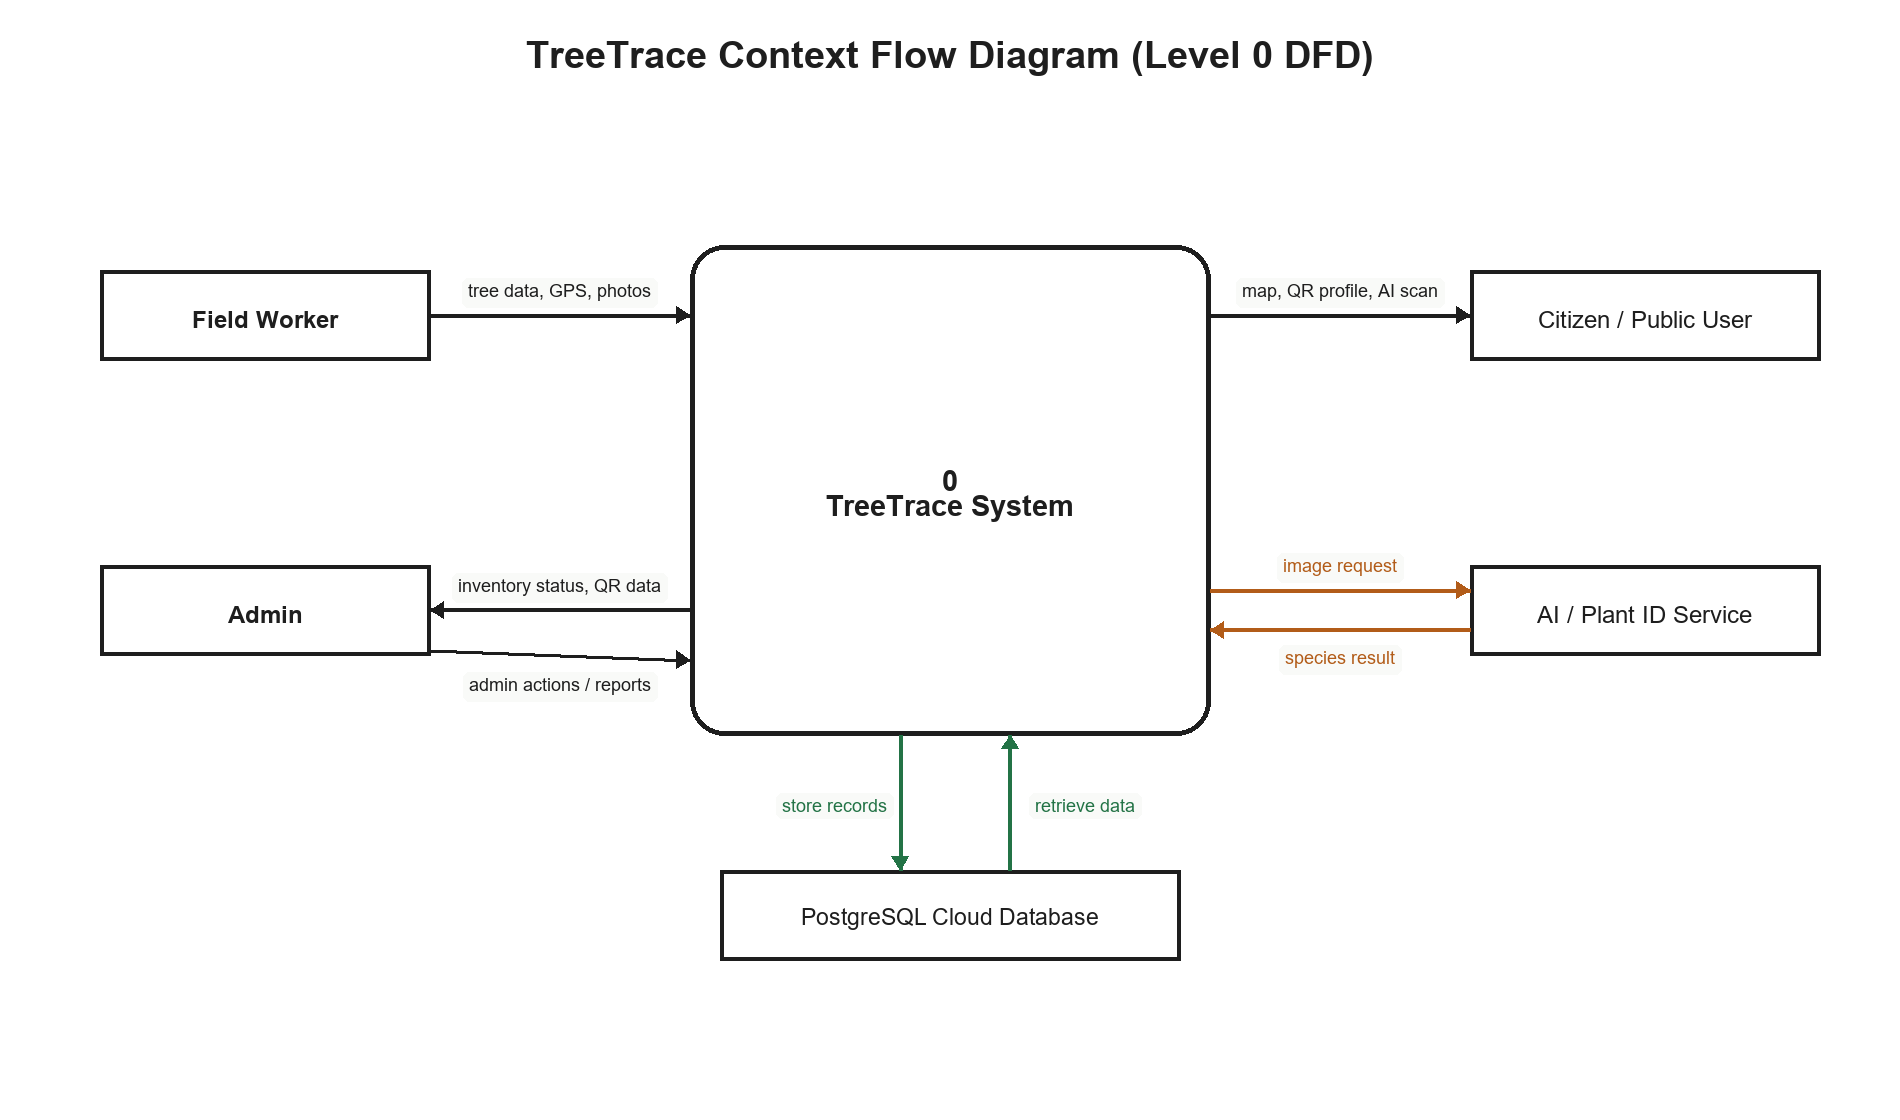 TreeTrace Context Flow Diagram (Level 0 DFD)
Field Worker
tree data, GPS, photos
map, QR profile, AI scan
Citizen / Public User
0
TreeTrace System
Admin
inventory status, QR data
admin actions / reports
image request
species result
AI / Plant ID Service
store records
retrieve data
PostgreSQL Cloud Database